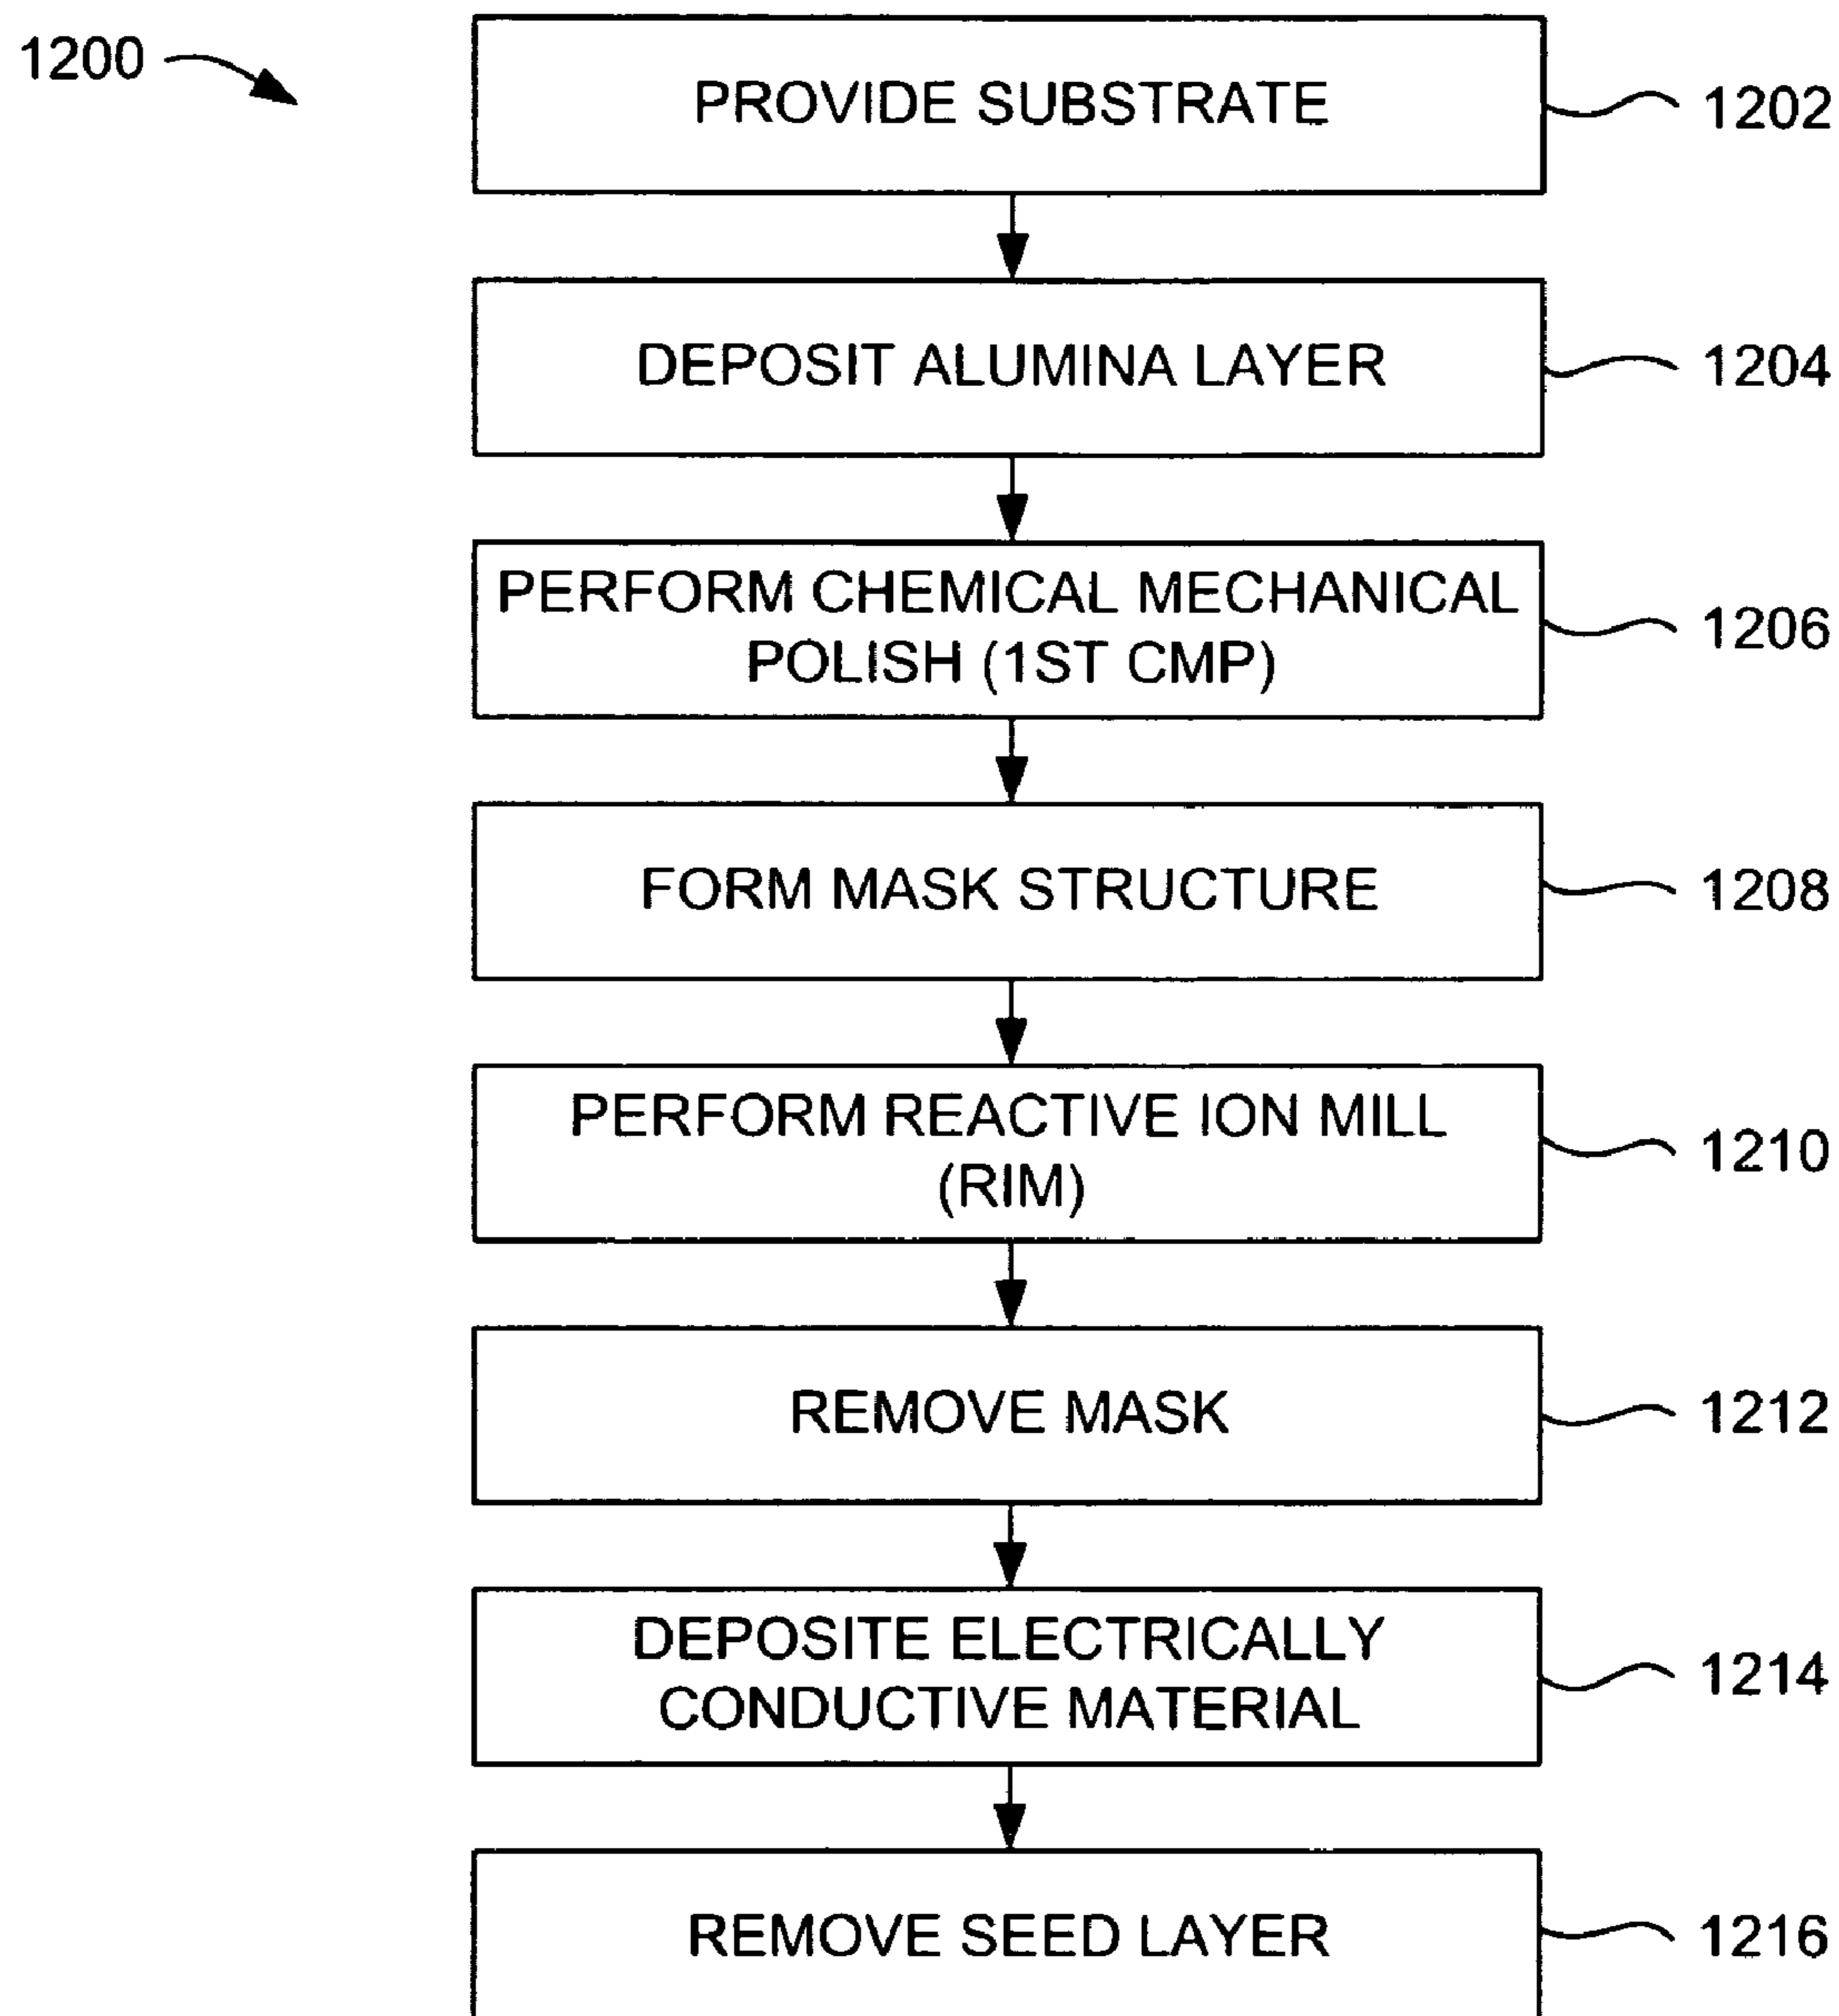 1200
PROVIDE SUBSTRATE
1202
DEPOSIT ALUMINA LAYER
1204
PERFORM CHEMICAL MECHANICAL
POLISH (1ST CMP)
1206
FORM MASK STRUCTURE
1208
PERFORM REACTIVE ION MILL
(RIM)
1210
REMOVE MASK
1212
DEPOSITE ELECTRICALLY
CONDUCTIVE MATERIAL
1214
REMOVE SEED LAYER
1216